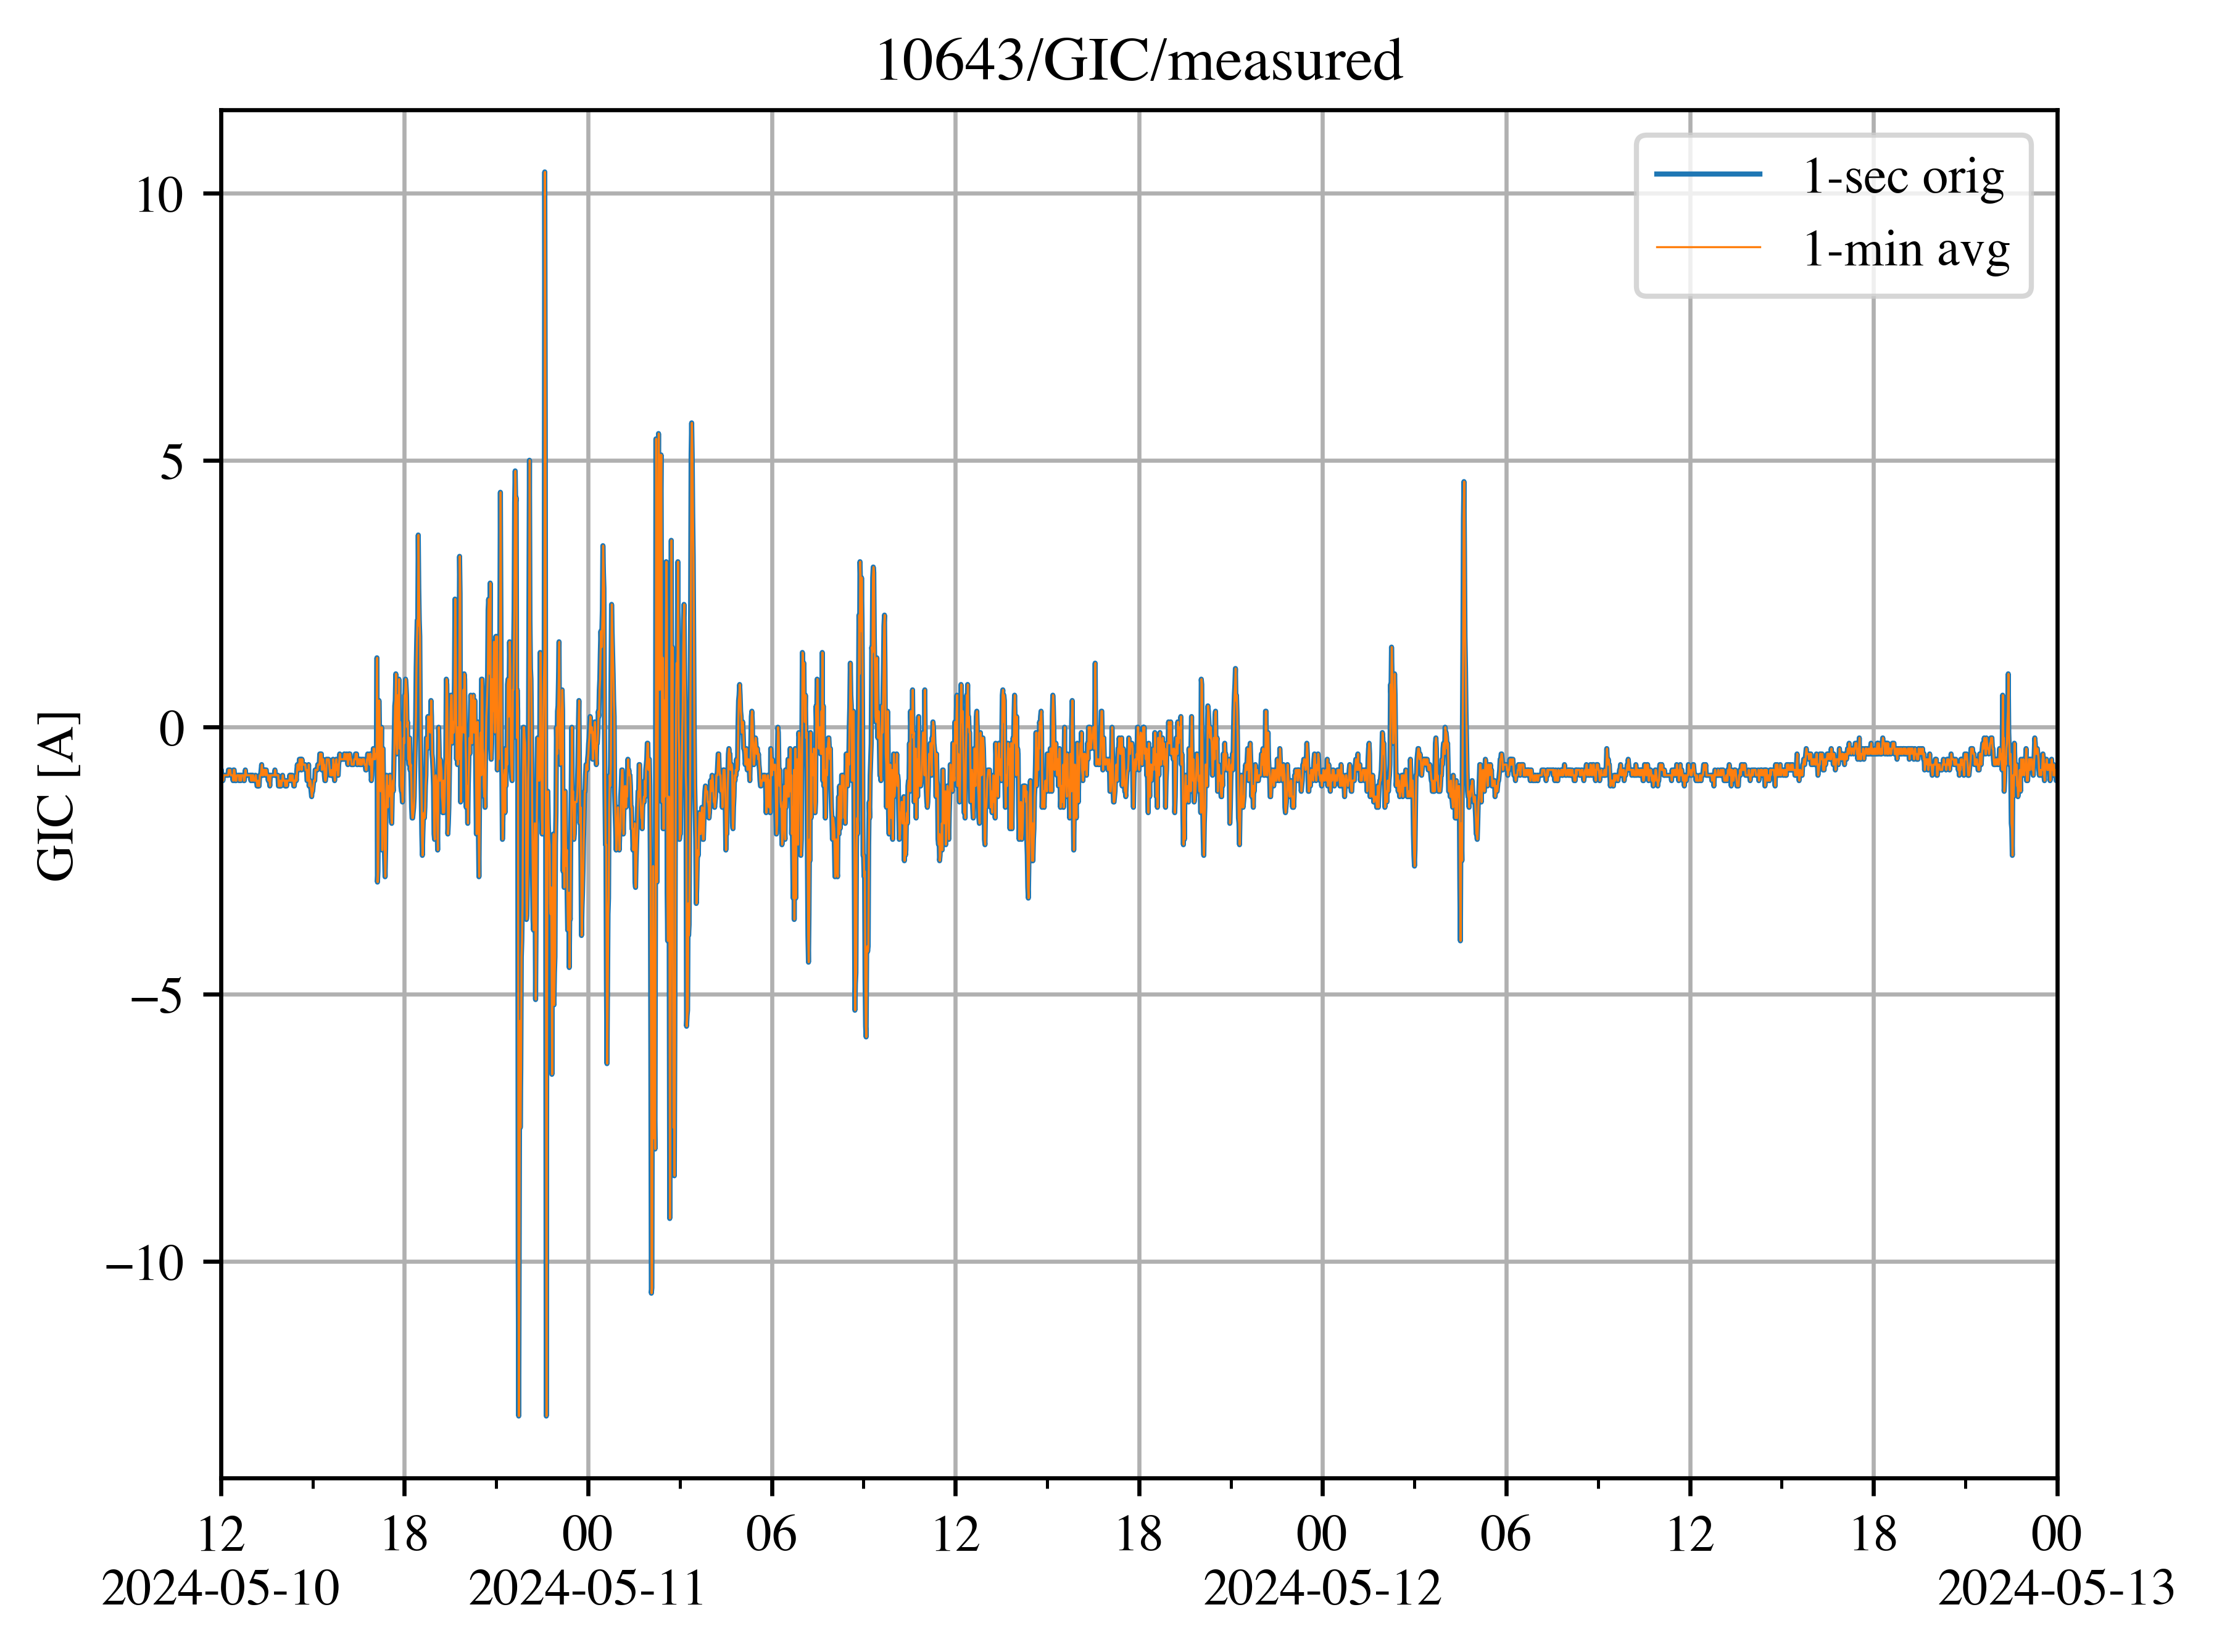 10643/GIC/measured
1-sec orig
1-min avg
GIC [A]
10
5
0
−5
−10
12 18 00 06 12 18 00 06 12 18 00
2024-05-10 2024-05-11 2024-05-12 2024-05-13